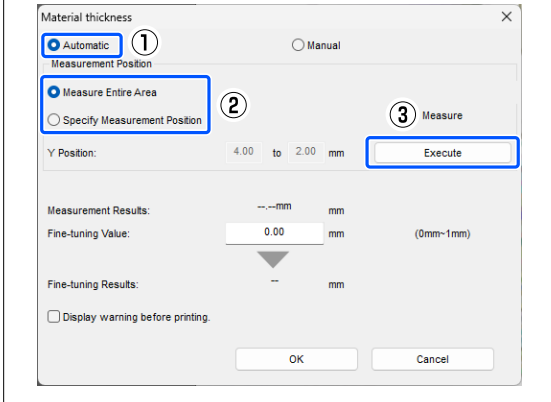 Material thickness
Automatic ① Manual
Measurement Position
Measure Entire Area
②
Specify Measurement Position
③ Measure
Y Position: 4.00 to 2.00 mm Execute
Measurement Results: --.--mm mm
Fine-tuning Value: 0.00 mm (0mm~1mm)
Fine-tuning Results: -- mm
Display warning before printing.
OK Cancel